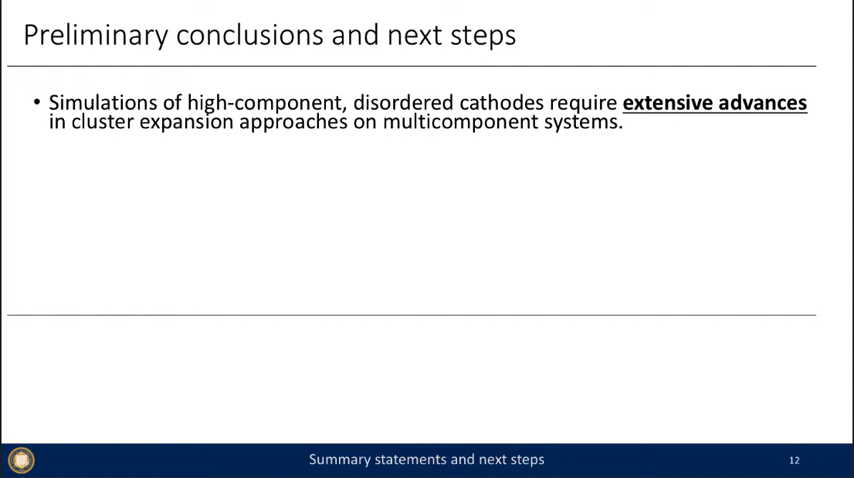 Preliminary conclusions and next steps
• Simulations of high-component, disordered cathodes require extensive advances
in cluster expansion approaches on multicomponent systems.
Summary statements and next steps
12